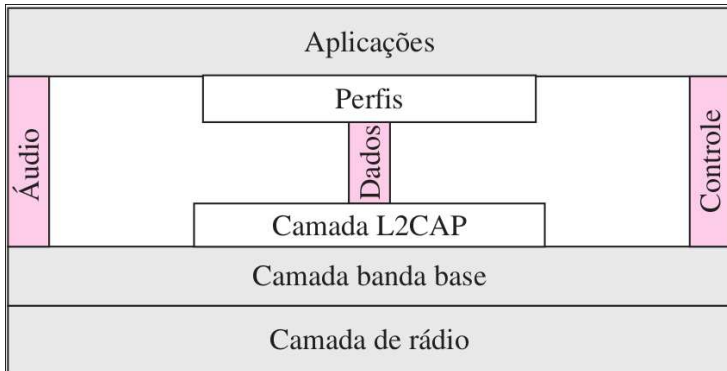 Aplicações
Perfis
Áudio
Dados
Controle
Camada L2CAP
Camada banda base
Camada de rádio